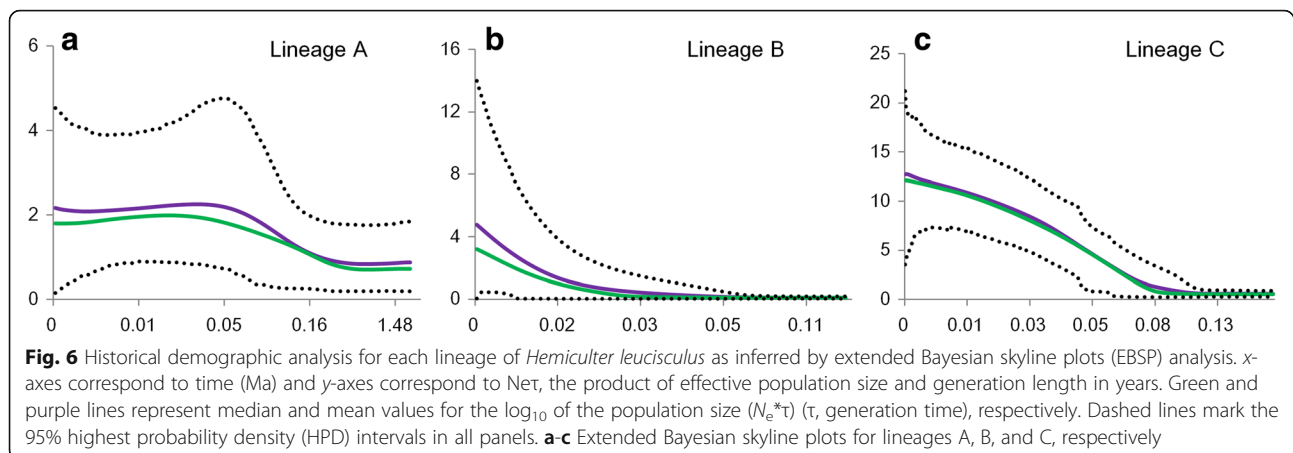 a
Lineage A
6
4
2
0
0 0.01 0.05 0.16 1.48
b
Lineage B
16
12
8
4
0
0 0.02 0.03 0.05 0.11
c
Lineage C
25
20
15
10
5
0
0 0.01 0.03 0.05 0.08 0.13
Fig. 6 Historical demographic analysis for each lineage of Hemiculter leucisculus as inferred by extended Bayesian skyline plots (EBSP) analysis. x-
axes correspond to time (Ma) and y-axes correspond to Neτ, the product of effective population size and generation length in years. Green and
purple lines represent median and mean values for the log10 of the population size (Ne*τ) (τ, generation time), respectively. Dashed lines mark the
95% highest probability density (HPD) intervals in all panels. a-c Extended Bayesian skyline plots for lineages A, B, and C, respectively